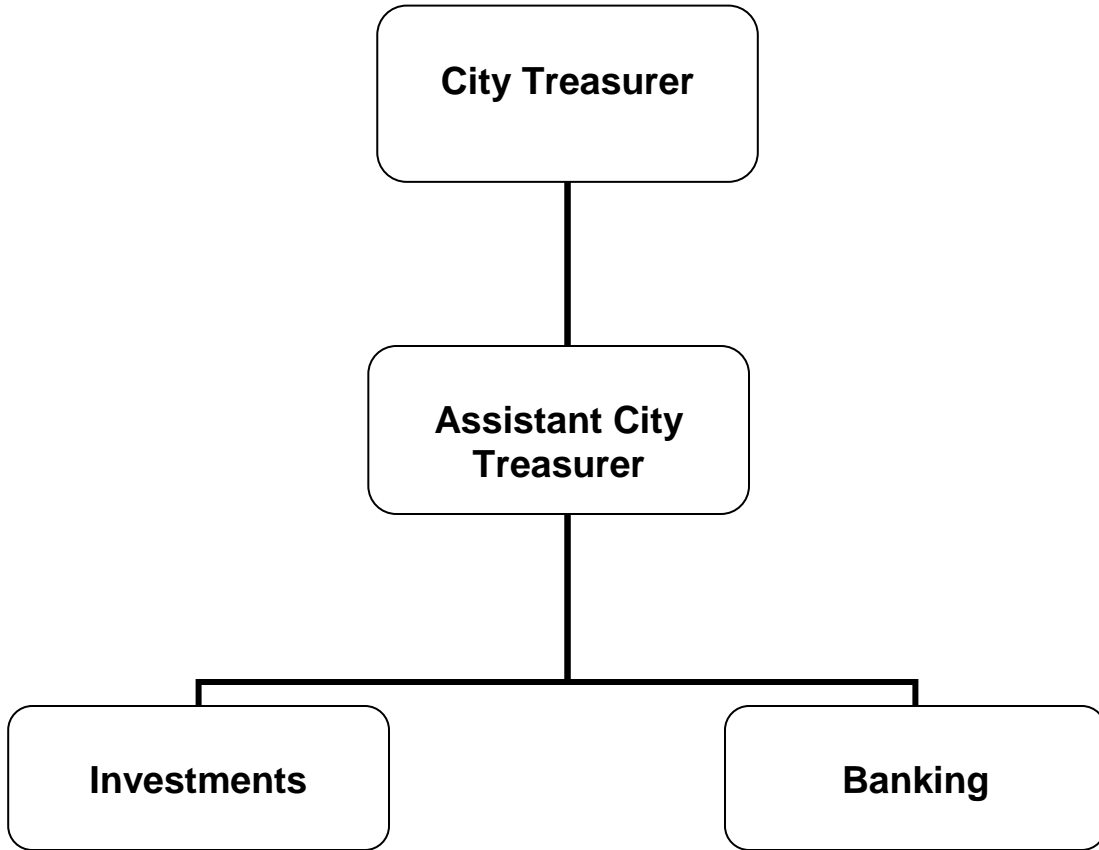 City Treasurer
Assistant City
Treasurer
Investments
Banking